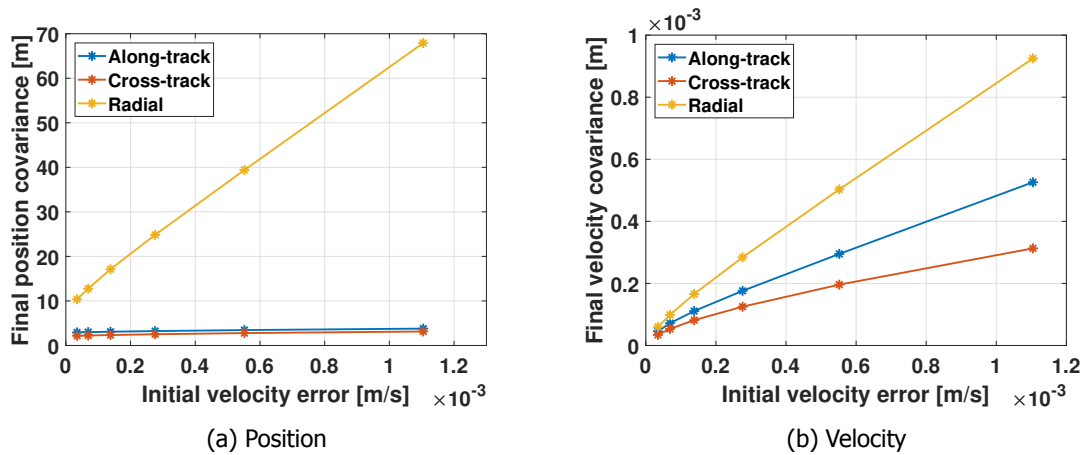 Final position covariance [m]
70
60
50
40
30
20
10
0
Along-track
Cross-track
Radial
0 0.2 0.4 0.6 0.8 1 1.2
Initial velocity error [m/s] ×10⁻³
(a) Position
×10⁻³
Final velocity covariance [m]
1
0.8
0.6
0.4
0.2
0
Along-track
Cross-track
Radial
0 0.2 0.4 0.6 0.8 1 1.2
Initial velocity error [m/s] ×10⁻³
(b) Velocity